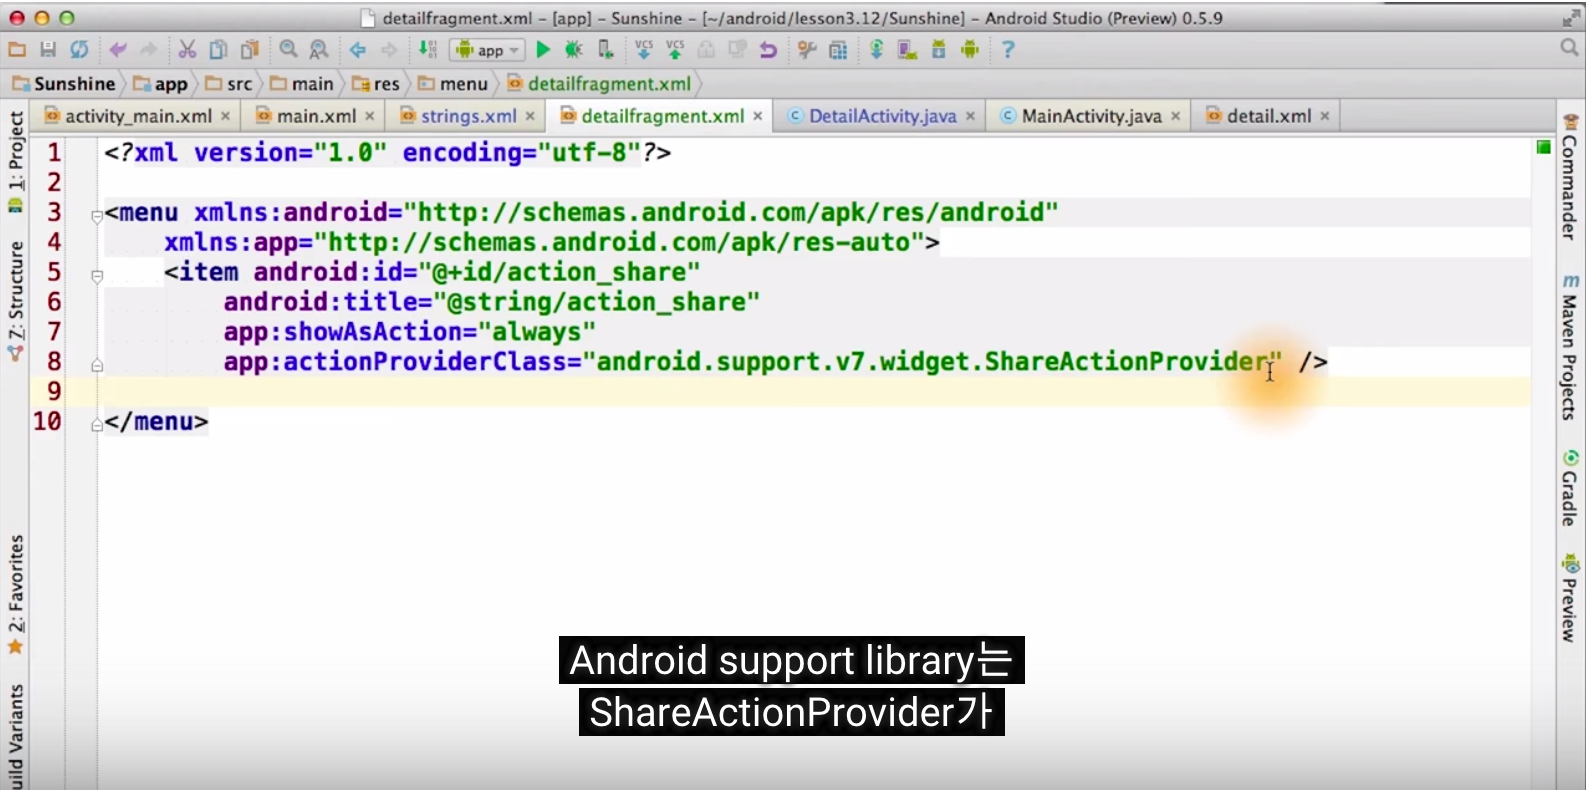 detailfragment.xml – [app] – Sunshine – [~/android/lesson3.12/Sunshine] – Android Studio (Preview) 0.5.9
app
Sunshine app src main res menu detailfragment.xml
activity_main.xml main.xml strings.xml detailfragment.xml DetailActivity.java MainActivity.java detail.xml
1 <?xml version="1.0" encoding="utf-8"?>
2
3 <menu xmlns:android="http://schemas.android.com/apk/res/android"
4 xmlns:app="http://schemas.android.com/apk/res-auto">
5 <item android:id="@+id/action_share"
6 android:title="@string/action_share"
7 app:showAsAction="always"
8 app:actionProviderClass="android.support.v7.widget.ShareActionProvider" />
9
10 </menu>
1: Project
7: Structure
2: Favorites
uild Variants
Commander
m Maven Projects
Gradle
Preview
Android support library는
ShareActionProvider가